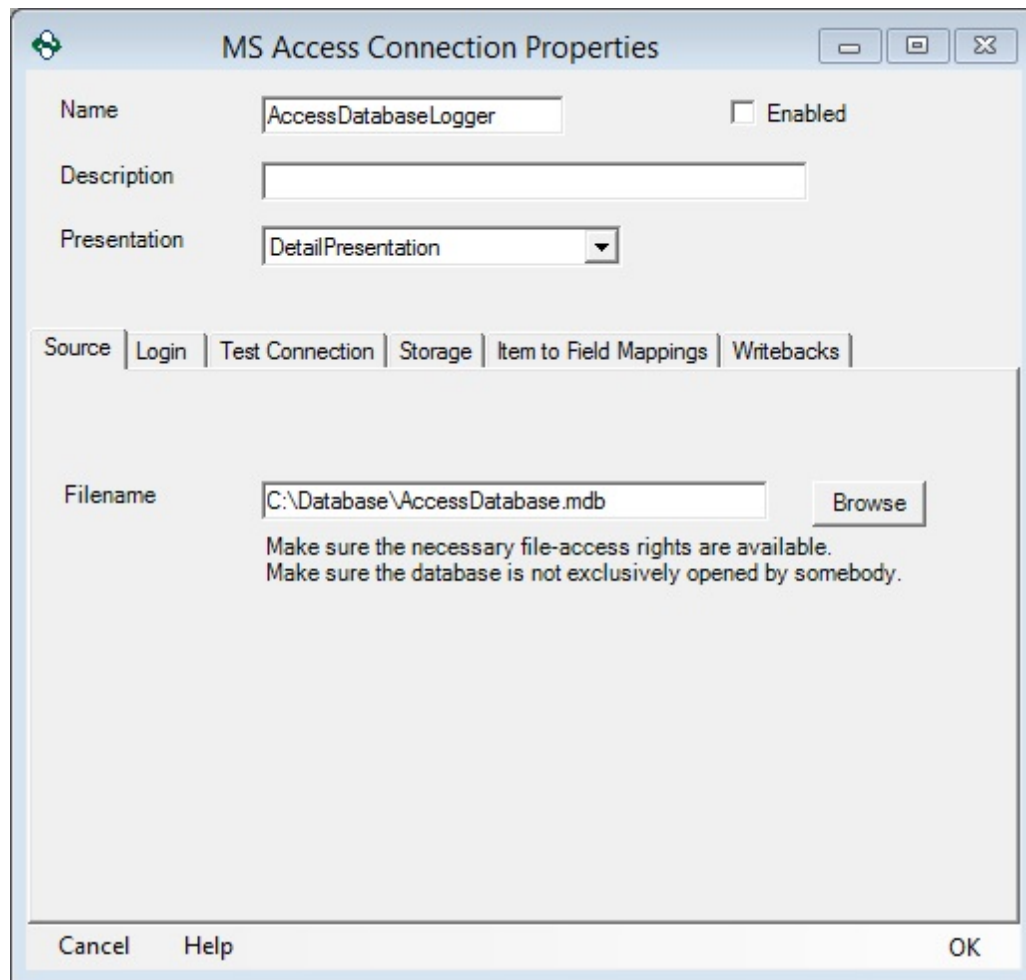 MS Access Connection Properties
Name
AccessDatabaseLogger
Enabled
Description
Presentation
DetailPresentation
Source
Login
Test Connection
Storage
Item to Field Mappings
Writebacks
Filename
C:\Database\AccessDatabase.mdb
Browse
Make sure the necessary file-access rights are available.
Make sure the database is not exclusively opened by somebody.
Cancel
Help
OK